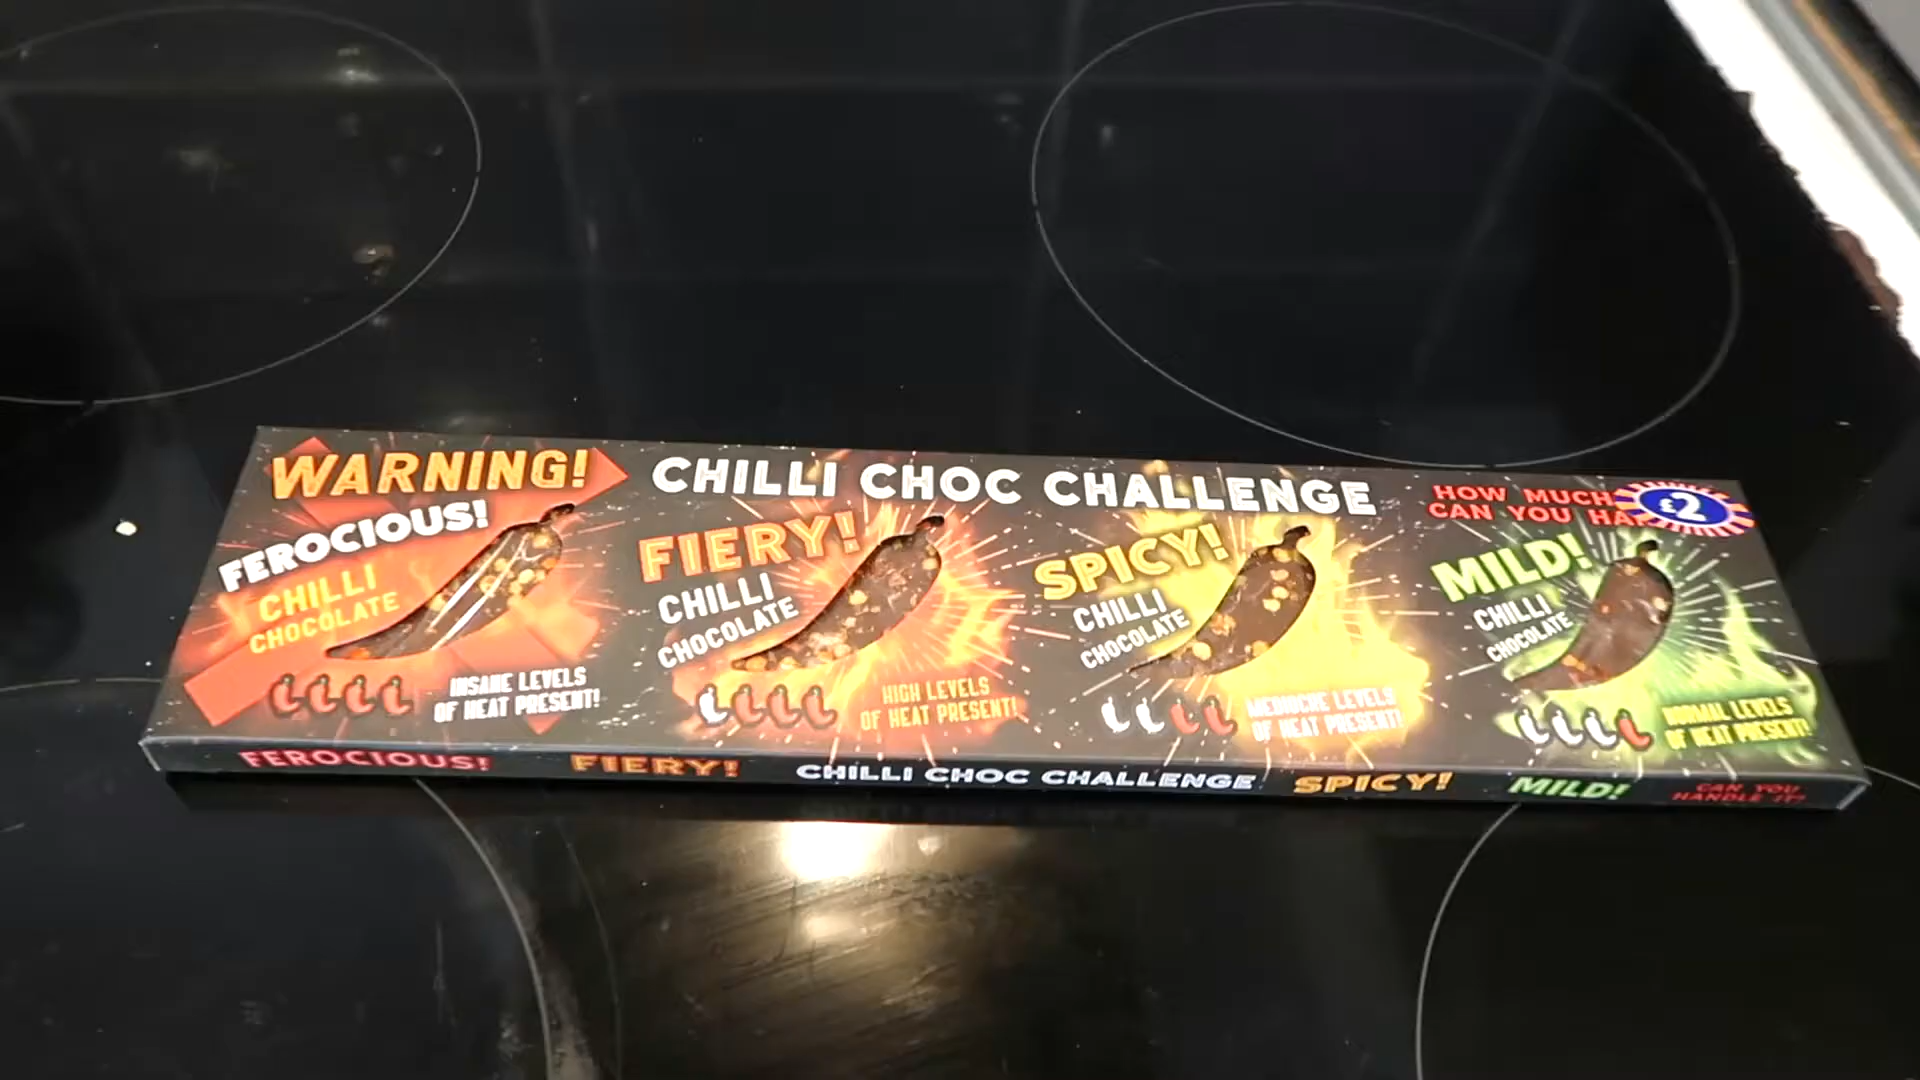 WARNING!
CHILLI CHOC CHALLENGE
HOW MUCH
CAN YOU HA
£2
FEROCIOUS!
CHILLI
CHOCOLATE
INSANE LEVELS
OF HEAT PRESENT!
FIERY!
CHILLI
CHOCOLATE
HIGH LEVELS
OF HEAT PRESENT!
SPICY!
CHILLI
CHOCOLATE
MEDIOCRE LEVELS
OF HEAT PRESENT!
MILD!
CHILLI
CHOCOLATE
NORMAL LEVELS
OF HEAT PRESENT!
FEROCIOUS!
FIERY!
CHILLI CHOC CHALLENGE
SPICY!
MILD!
CAN YOU
HANDLE IT?